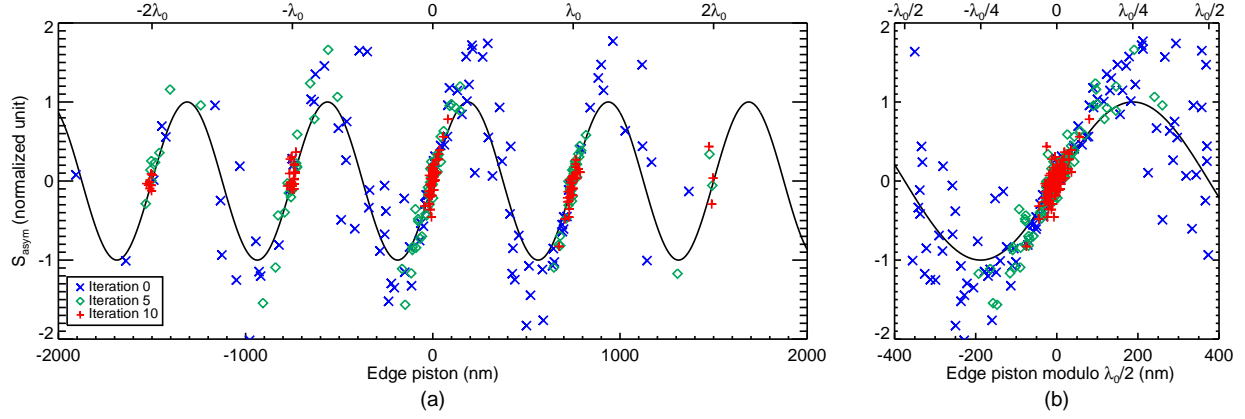 -2λ₀ -λ₀ 0 λ₀ 2λ₀
-λ₀/2 -λ₀/4 0 λ₀/4 λ₀/2
2
1
0
-1
-2
S_asym (normalized unit)
× Iteration 0
◇ Iteration 5
+ Iteration 10
-2000 -1000 0 1000 2000
Edge piston (nm)
(a)
2
1
0
-1
-2
-400 -200 0 200 400
Edge piston modulo λ₀/2 (nm)
(b)